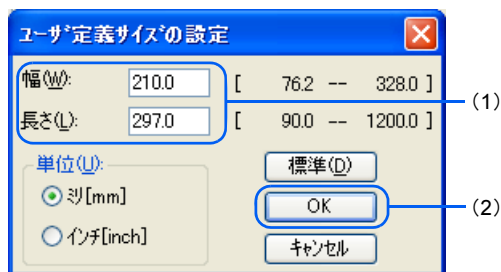 ユーザ定義サイズの設定
幅(W): 210.0 [ 76.2 -- 328.0 ]
(1)
長さ(L): 297.0 [ 90.0 -- 1200.0 ]
単位(U):
標準(D)
ミリ[mm]
OK
(2)
インチ[inch]
キャンセル